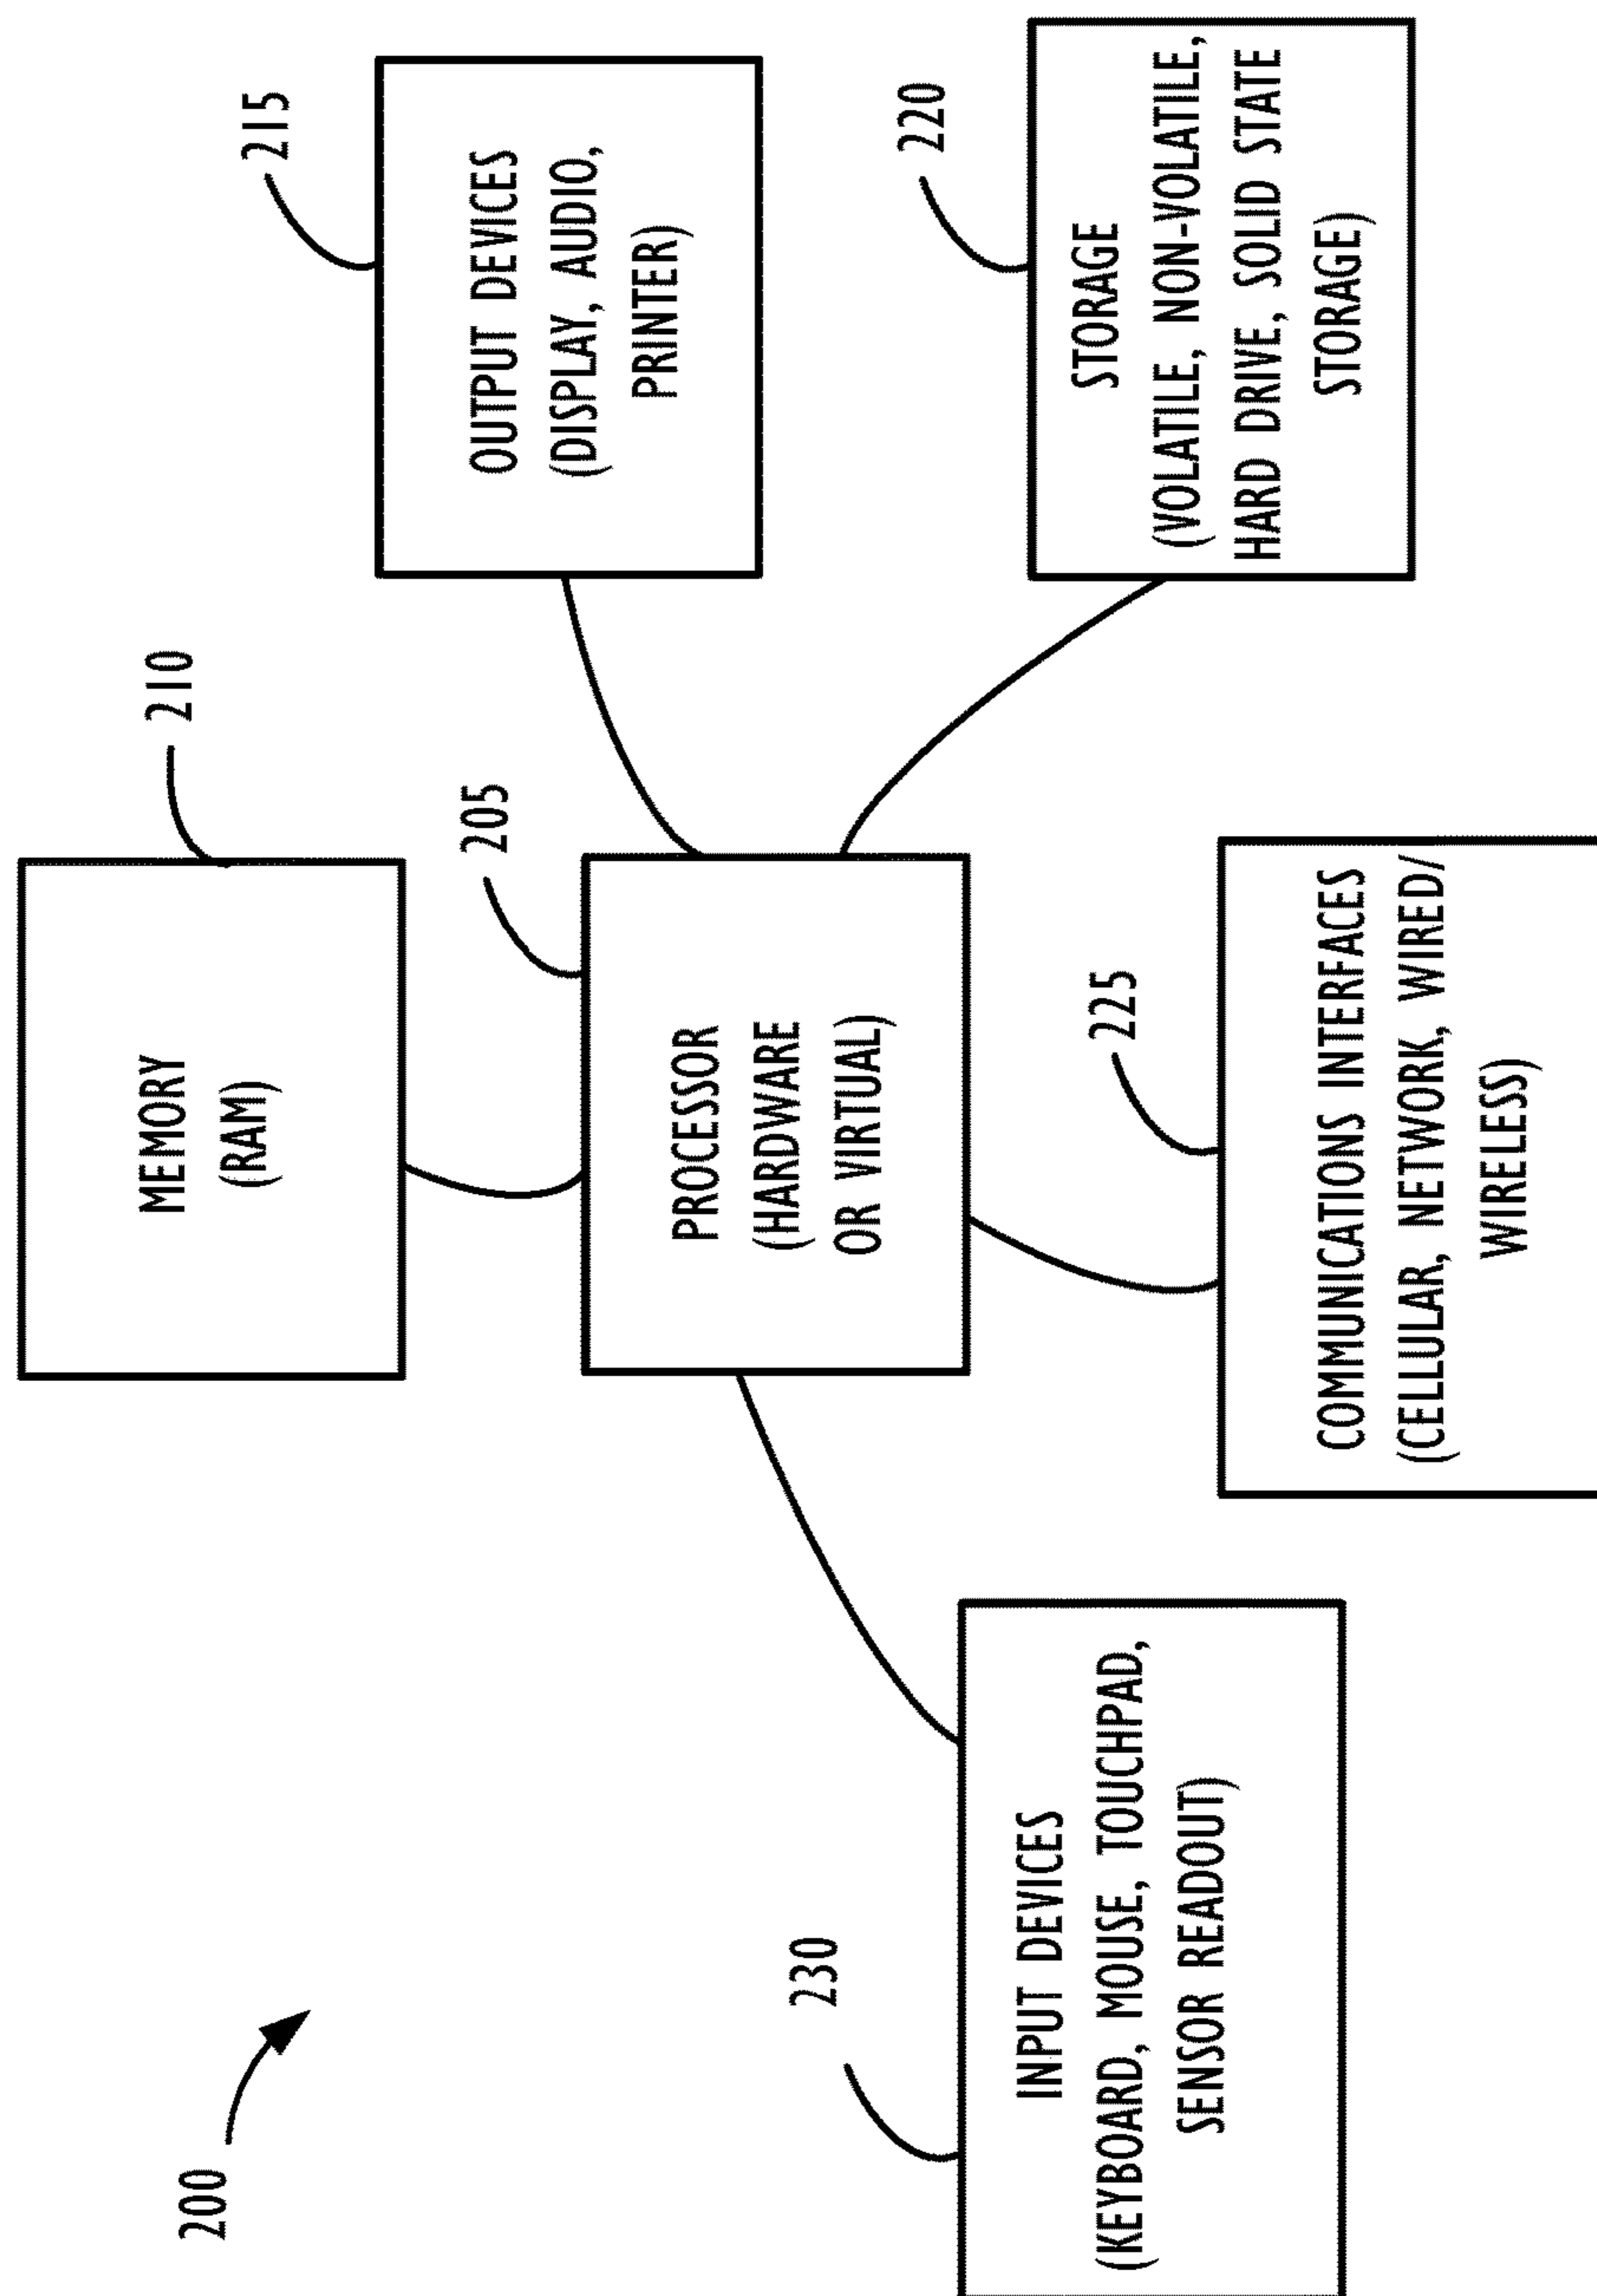 200
MEMORY
(RAM)
210
OUTPUT DEVICES
(DISPLAY, AUDIO,
PRINTER)
215
PROCESSOR
(HARDWARE
OR VIRTUAL)
205
INPUT DEVICES
(KEYBOARD, MOUSE, TOUCHPAD,
SENSOR READOUT)
230
COMMUNICATIONS INTERFACES
(CELLULAR, NETWORK, WIRED/
WIRELESS)
225
STORAGE
(VOLATILE, NON-VOLATILE,
HARD DRIVE, SOLID STATE
STORAGE)
220